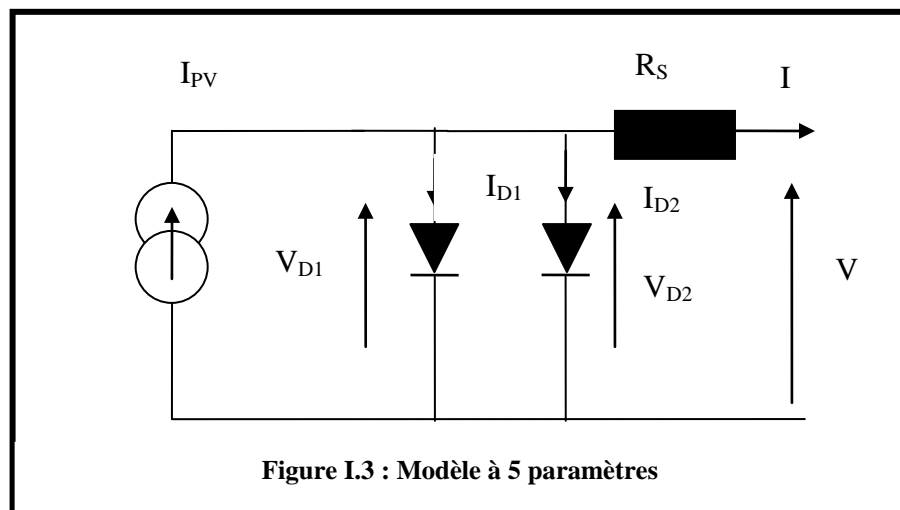 I_PV
R_S
I
I_D1
I_D2
V_D1
V_D2
V
Figure I.3 : Modèle à 5 paramètres